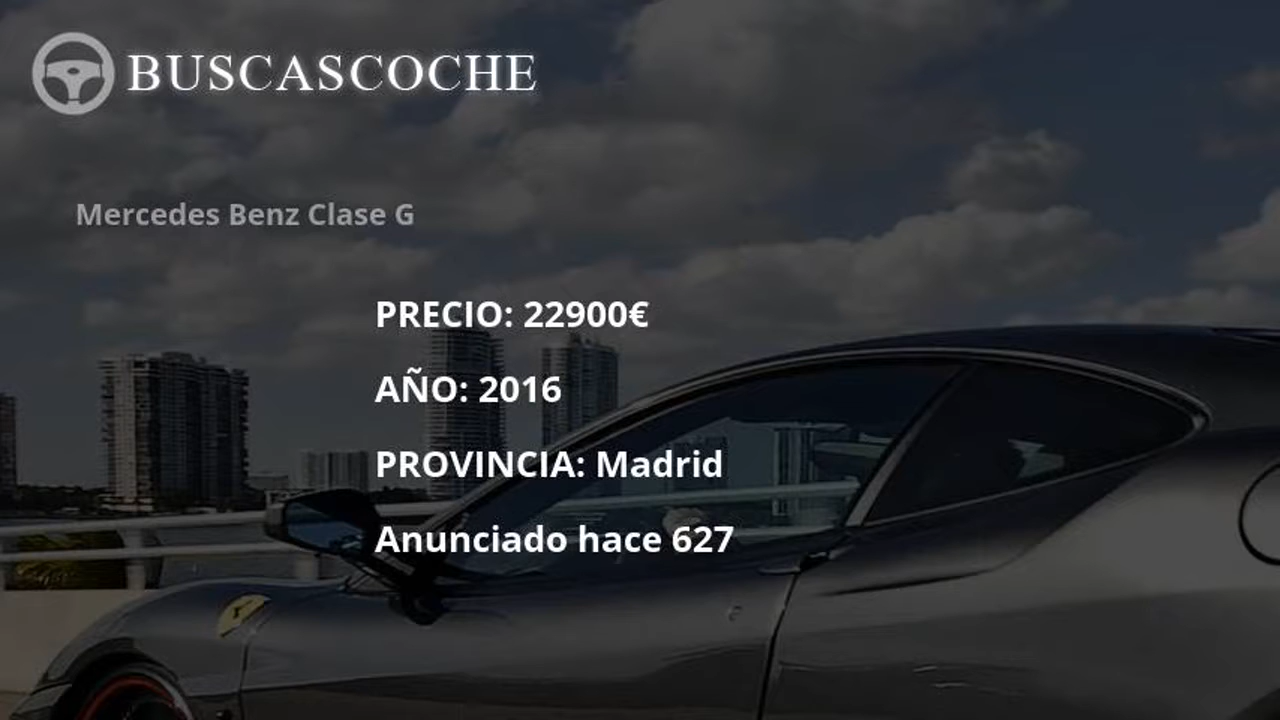 BUSCASCOCHE
Mercedes Benz Clase G
PRECIO: 22900€
AÑO: 2016
PROVINCIA: Madrid
Anunciado hace 627